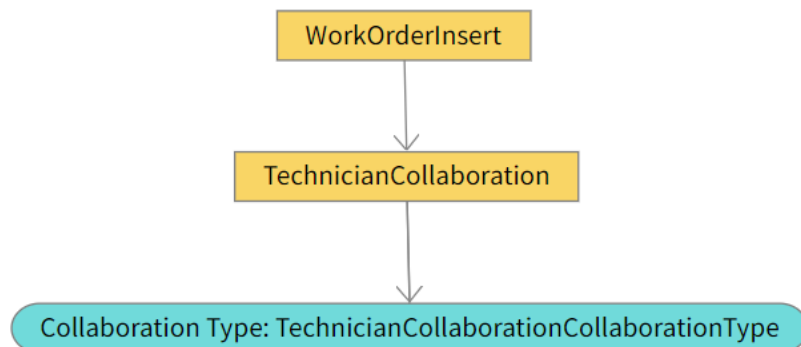 WorkOrderInsert
TechnicianCollaboration
Collaboration Type: TechnicianCollaborationCollaborationType